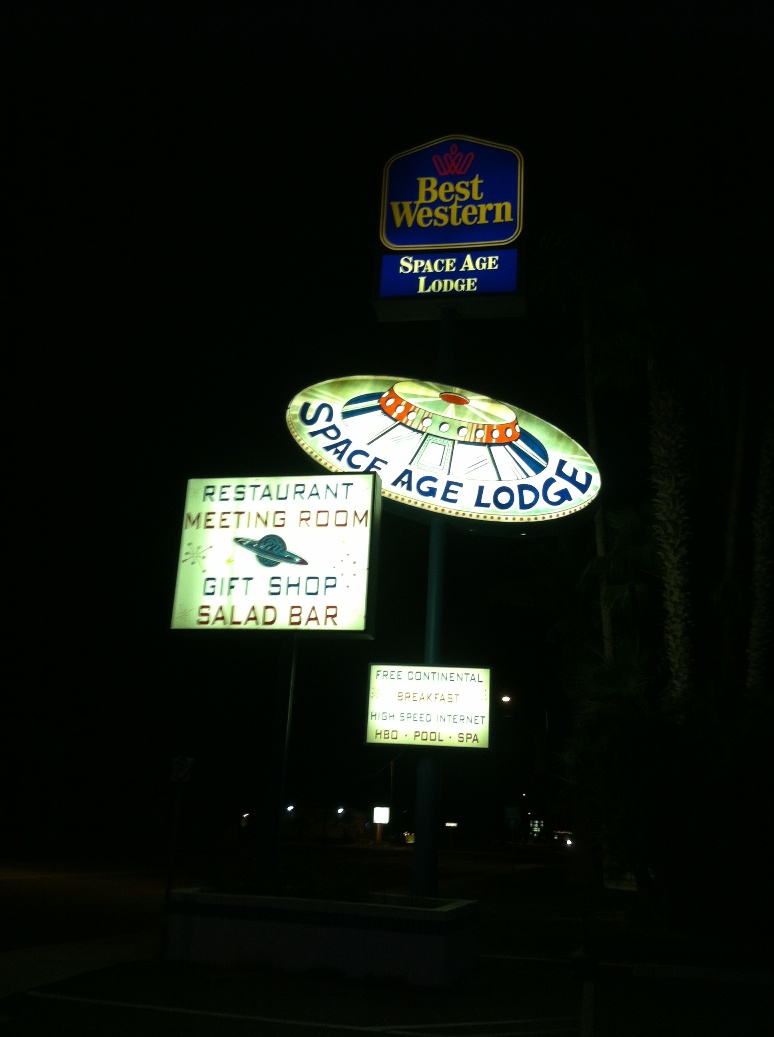 Best
Western
SPACE AGE
LODGE
SPACE AGE LODGE
RESTAURANT
MEETING ROOM
GIFT SHOP
SALAD BAR
FREE CONTINENTAL
BREAKFAST
HIGH SPEED INTERNET
HBO · POOL · SPA